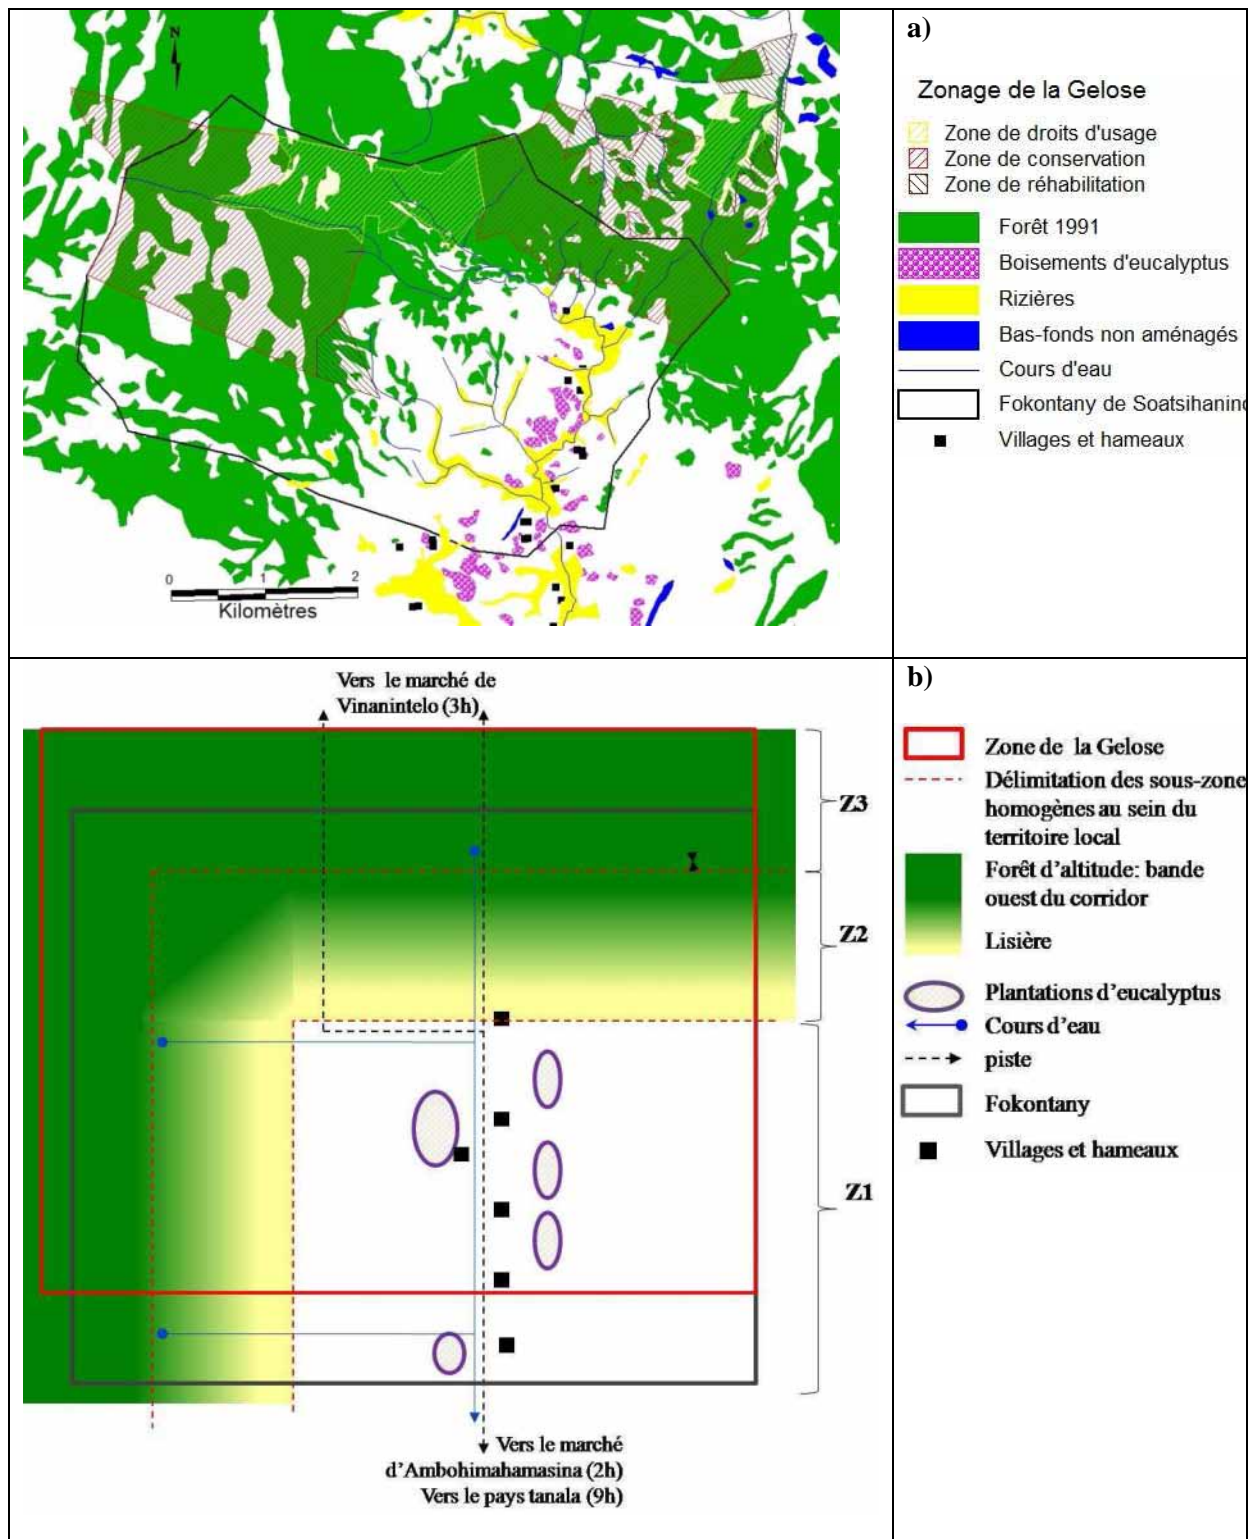 N
0 1 2
Kilomètres
a)
Zonage de la Gelose
Zone de droits d'usage
Zone de conservation
Zone de réhabilitation
Forêt 1991
Boisements d'eucalyptus
Rizières
Bas-fonds non aménagés
Cours d'eau
Fokontany de Soatsihanino
Villages et hameaux
Vers le marché de
Vinanintelo (3h)
Z3
Z2
Z1
Vers le marché
d'Ambohimahamasina (2h)
Vers le pays tanala (9h)
b)
Zone de la Gelose
Délimitation des sous-zone
homogènes au sein du
territoire local
Forêt d'altitude: bande
ouest du corridor
Lisière
Plantations d'eucalyptus
Cours d'eau
piste
Fokontany
Villages et hameaux